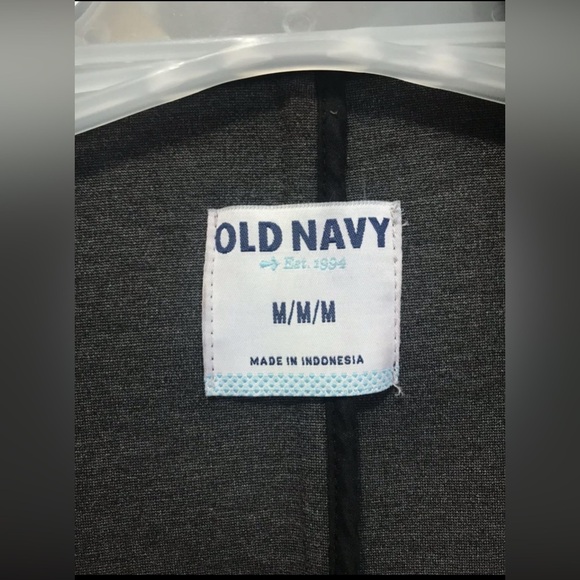 OLD NAVY
Est. 1994
M/M/M
MADE IN INDONESIA